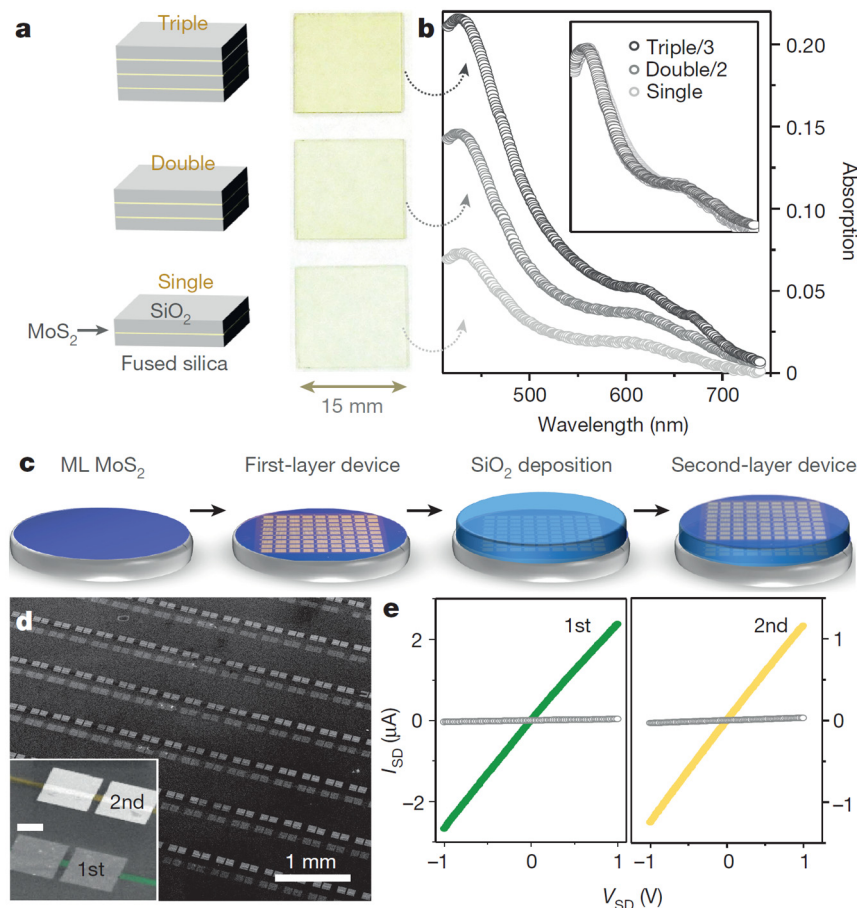 a
Triple
Double
Single
SiO₂
MoS₂
Fused silica
15 mm
b
Triple/3
Double/2
Single
0.20
0.15
0.10
0.05
0
Absorption
500
600
700
Wavelength (nm)
c
ML MoS₂
First-layer device
SiO₂ deposition
Second-layer device
d
2nd
1st
1 mm
e
1st
2nd
2
0
−2
I_SD (µA)
1
0
−1
−1
0
1
−1
0
1
V_SD (V)